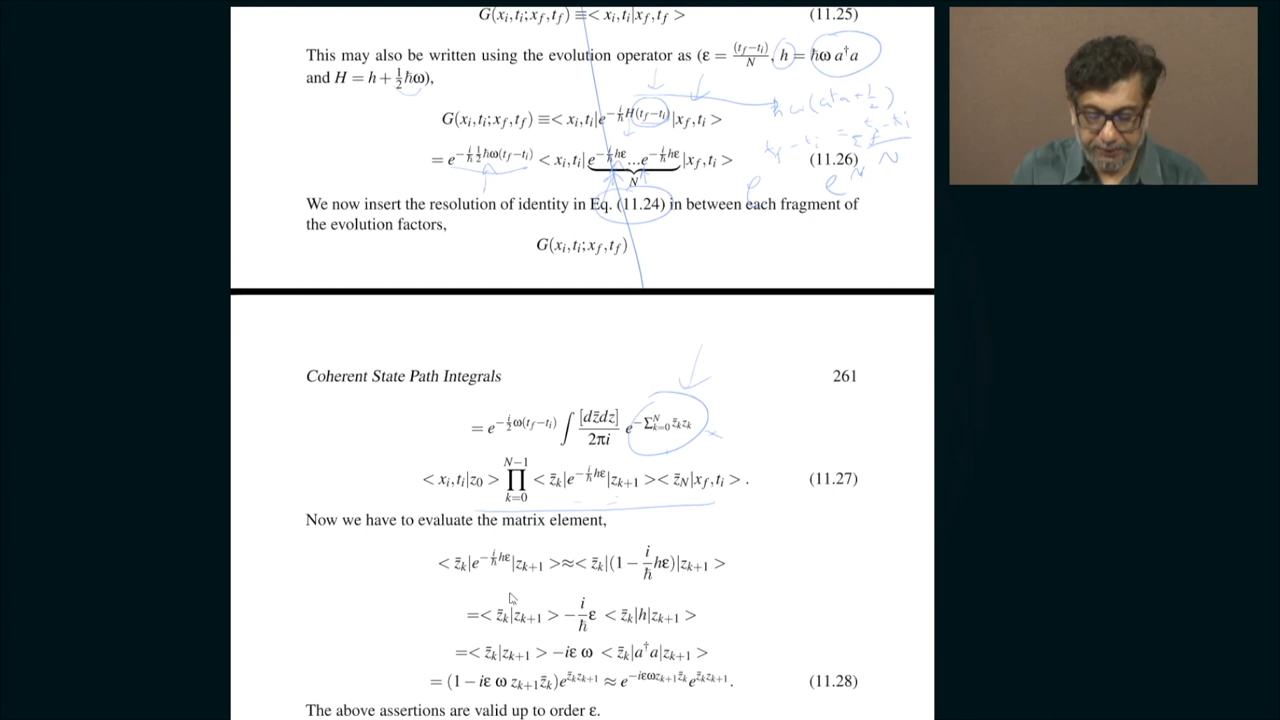 G(x_i,t_i;x_f,t_f) ≡< x_i,t_i|x_f,t_f > (11.25)
This may also be written using the evolution operator as (ε = (t_f−t_i)/N, h = ħω a†a
and H = h + ½ħω),
ħω(a†a+½)
G(x_i,t_i;x_f,t_f) ≡< x_i,t_i|e^{−(i/ħ)H(t_f−t_i)}|x_f,t_i >
= e^{−(i/ħ)½ħω(t_f−t_i)} < x_i,t_i| e^{−(i/ħ)hε}...e^{−(i/ħ)hε} |x_f,t_i > (11.26)
N
We now insert the resolution of identity in Eq. (11.24) in between each fragment of
the evolution factors,
G(x_i,t_i;x_f,t_f)
Coherent State Path Integrals 261
= e^{−(i/2)ω(t_f−t_i)} ∫ [dz̄dz]/2πi e^{−Σ_{k=0}^{N} z̄_k z_k}
< x_i,t_i|z_0 > ∏_{k=0}^{N−1} < z̄_k|e^{−(i/ħ)hε}|z_{k+1} >< z̄_N|x_f,t_i > . (11.27)
Now we have to evaluate the matrix element,
< z̄_k|e^{−(i/ħ)hε}|z_{k+1} >≈< z̄_k|(1 − (i/ħ)hε)|z_{k+1} >
=< z̄_k|z_{k+1} > −(i/ħ)ε < z̄_k|h|z_{k+1} >
=< z̄_k|z_{k+1} > −iε ω < z̄_k|a†a|z_{k+1} >
= (1 − iε ω z_{k+1}z̄_k)e^{z̄_k z_{k+1}} ≈ e^{−iεωz_{k+1}z̄_k}e^{z̄_k z_{k+1}}. (11.28)
The above assertions are valid up to order ε.